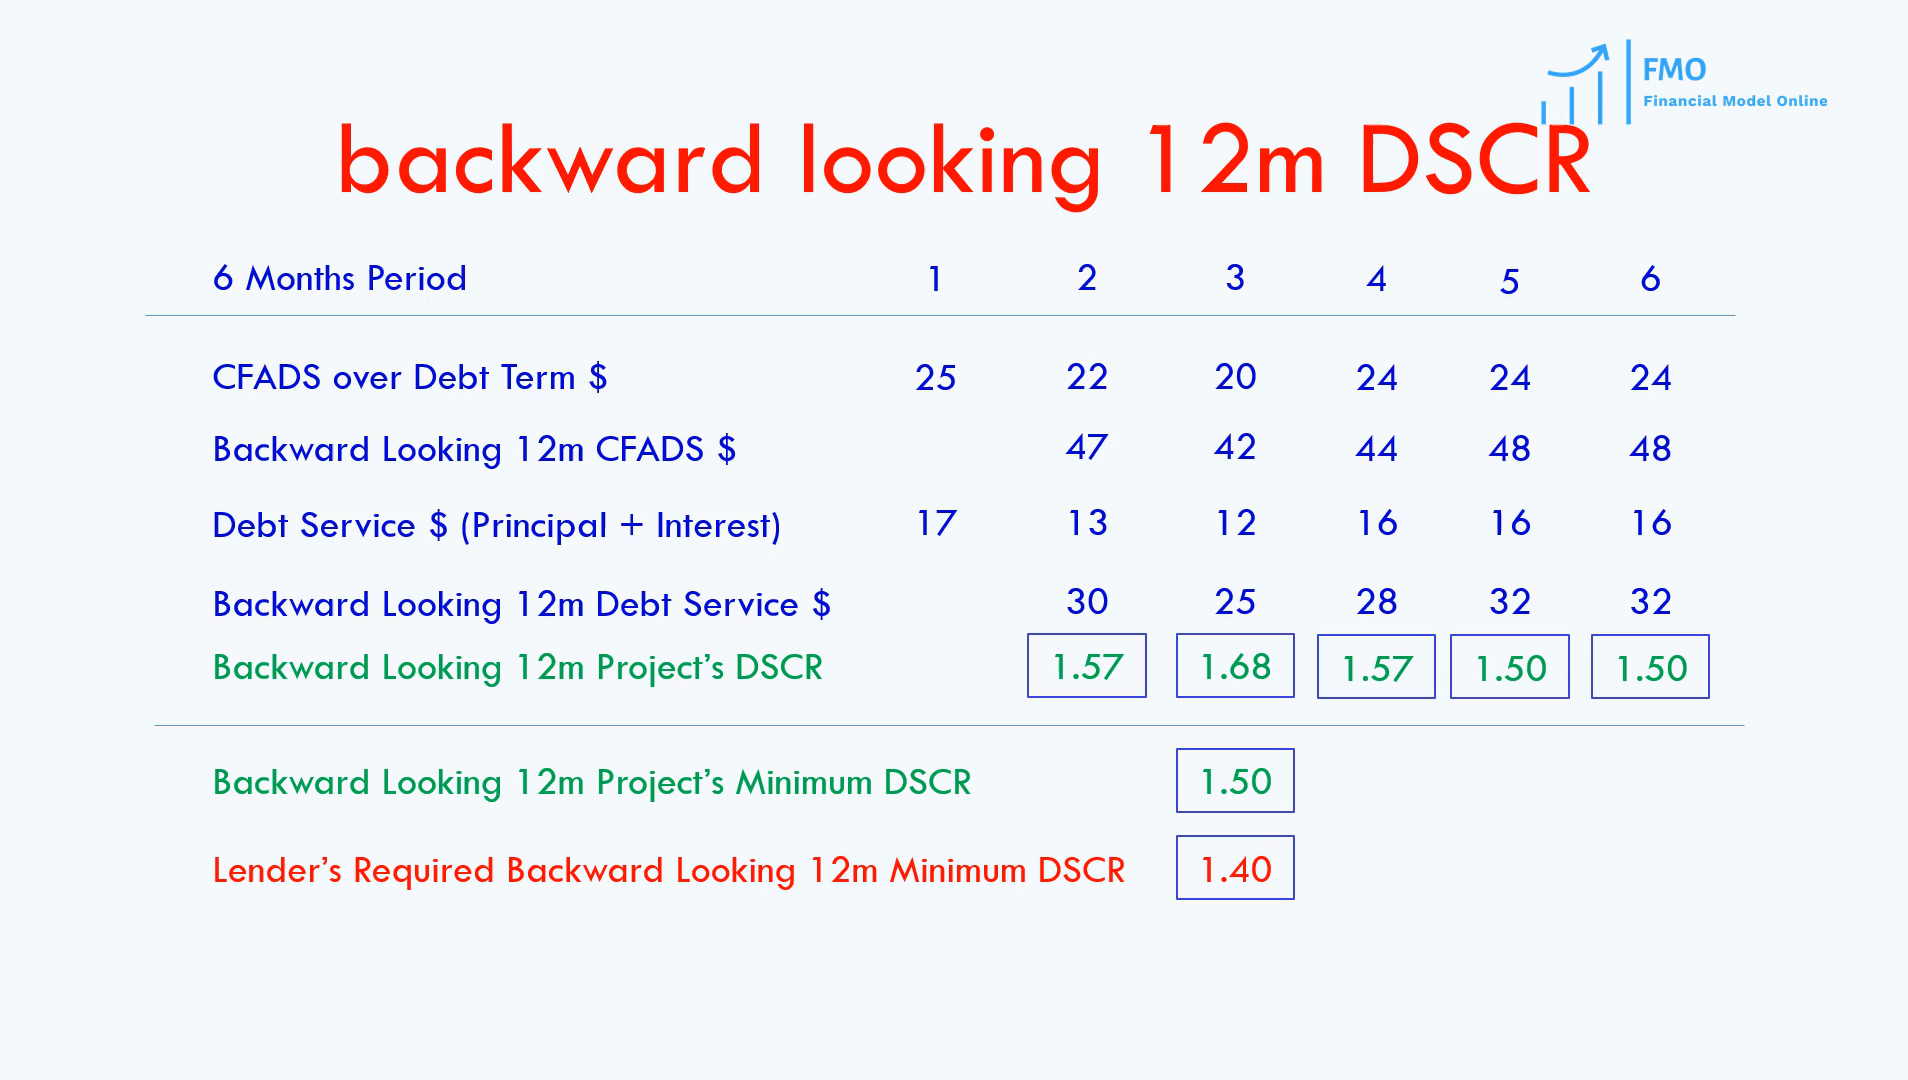 FMO
Financial Model Online
backward looking 12m DSCR
6 Months Period 1 2 3 4 5 6
CFADS over Debt Term $ 25 22 20 24 24 24
Backward Looking 12m CFADS $ 47 42 44 48 48
Debt Service $ (Principal + Interest) 17 13 12 16 16 16
Backward Looking 12m Debt Service $ 30 25 28 32 32
Backward Looking 12m Project’s DSCR 1.57 1.68 1.57 1.50 1.50
Backward Looking 12m Project’s Minimum DSCR 1.50
Lender’s Required Backward Looking 12m Minimum DSCR 1.40